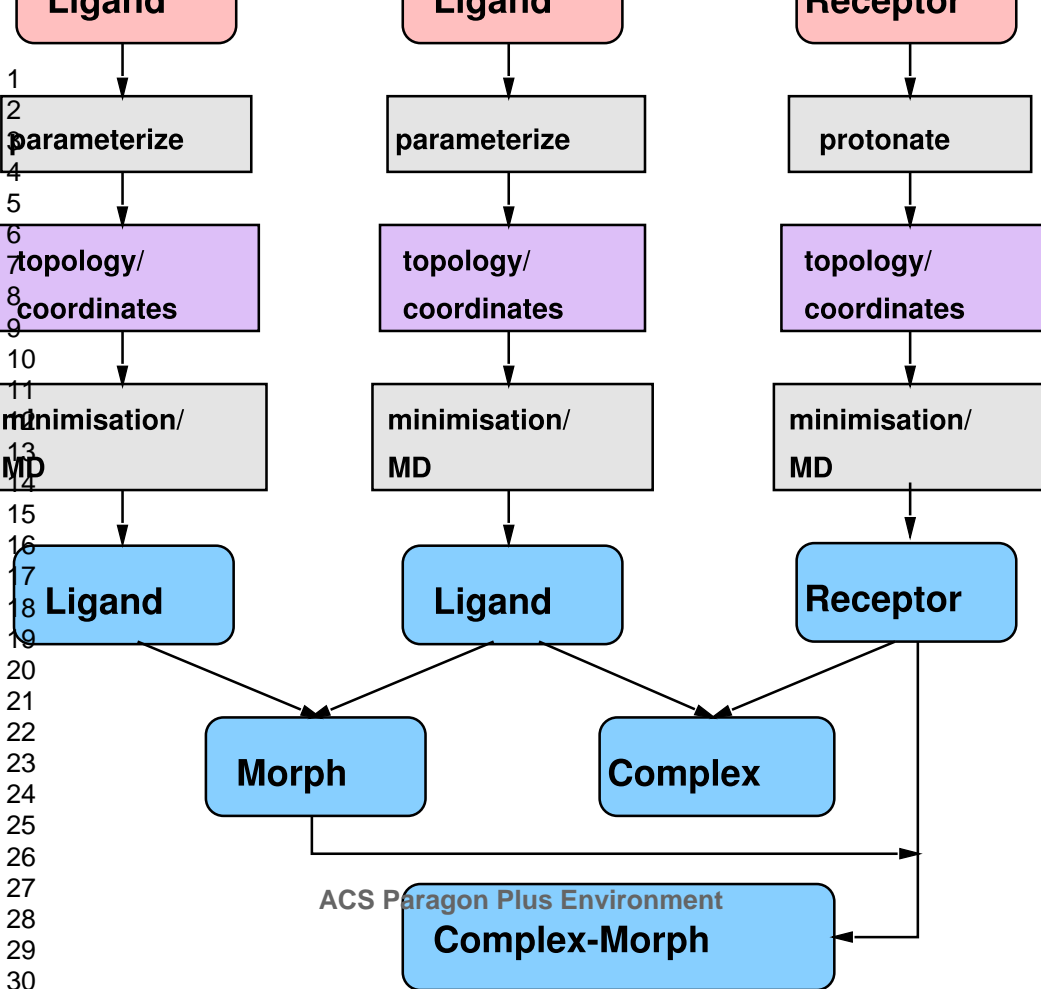 Ligand Ligand Receptor
1
2
3 parameterize parameterize protonate
4
5
6
7 topology/ topology/ topology/
8 coordinates coordinates coordinates
9
10
11
12 minimisation/ minimisation/ minimisation/
13 MD MD MD
14
15
16
17
18 Ligand Ligand Receptor
19
20
21
22
23 Morph Complex
24
25
26
27 ACS Paragon Plus Environment
28 Complex-Morph
29
30